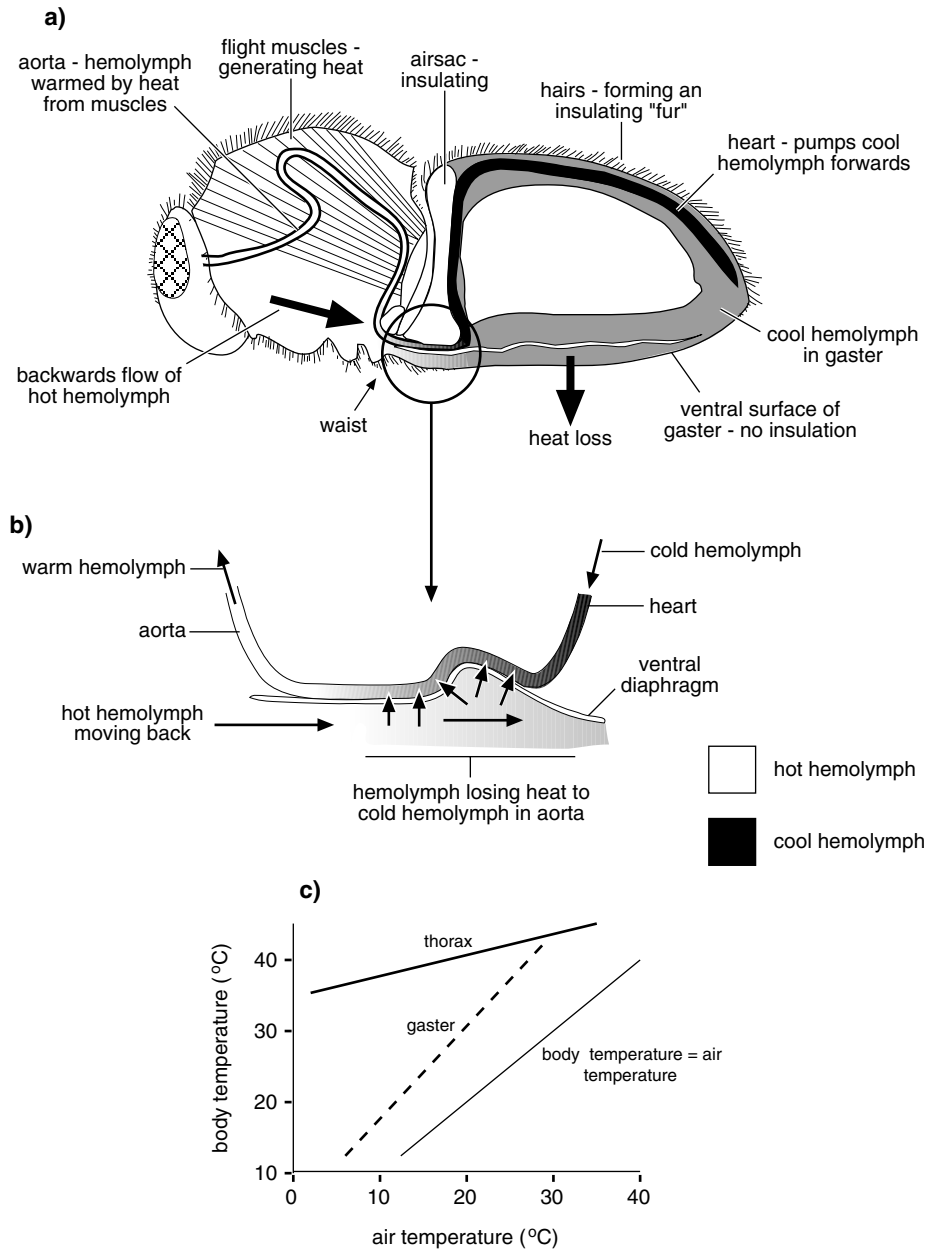 a)
aorta - hemolymph
warmed by heat
from muscles
flight muscles -
generating heat
airsac -
insulating
hairs - forming an
insulating "fur"
heart - pumps cool
hemolymph forwards
backwards flow of
hot hemolymph
waist
heat loss
cool hemolymph
in gaster
ventral surface of
gaster - no insulation
b)
warm hemolymph
aorta
cold hemolymph
heart
ventral
diaphragm
hot hemolymph
moving back
hemolymph losing heat to
cold hemolymph in aorta
hot hemolymph
cool hemolymph
c)
body temperature (°C)
40
30
20
10
thorax
gaster
body temperature = air
temperature
0
10
20
30
40
air temperature (°C)